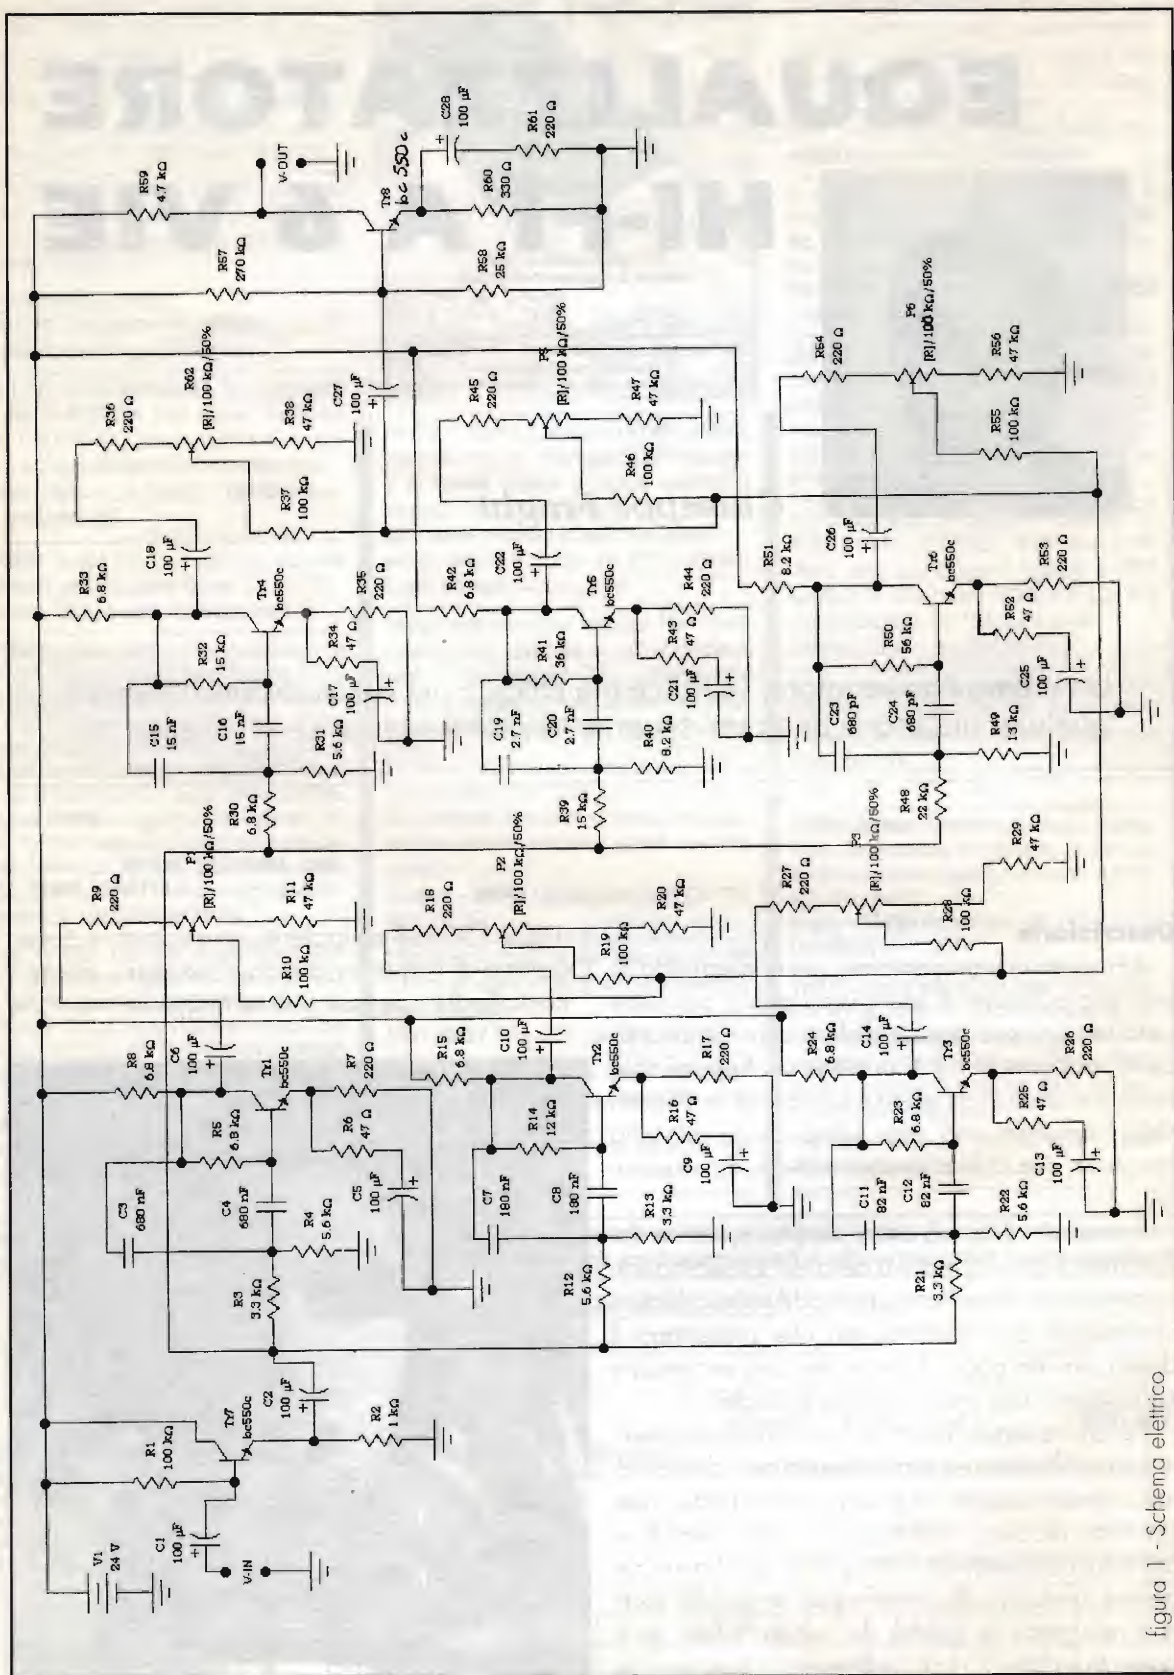 V1
24 V
C1
100 µF
V-IN
R1
100 kΩ
Tr7
bc550c
C2
100 µF
R2
1 kΩ
R3
3.3 kΩ
C3
680 nF
C4
680 nF
R4
5.6 kΩ
R5
6.8 kΩ
R8
6.8 kΩ
C6
100 µF
Tr1
bc550c
R7
220 Ω
R6
47 Ω
C5
100 µF
R9
220 Ω
P1
[R]/100 kΩ/50%
R11
47 kΩ
R10
100 kΩ
R12
5.6 kΩ
C7
180 nF
C8
180 nF
R13
3.3 kΩ
R14
12 kΩ
R15
6.8 kΩ
C10
100 µF
Tr2
bc550c
R17
220 Ω
R16
47 Ω
C9
100 µF
R18
220 Ω
P2
[R]/100 kΩ/50%
R20
47 kΩ
R19
100 kΩ
R21
3.3 kΩ
C11
82 nF
C12
82 nF
R22
5.6 kΩ
R23
6.8 kΩ
R24
6.8 kΩ
C14
100 µF
Tr3
bc550c
R26
220 Ω
R25
47 Ω
C13
100 µF
R27
220 Ω
P3
[R]/100 kΩ/50%
R29
47 kΩ
R28
100 kΩ
R30
6.8 kΩ
C15
15 nF
C16
15 nF
R31
5.6 kΩ
R32
15 kΩ
R33
6.8 kΩ
C18
100 µF
Tr4
bc550c
R35
220 Ω
R34
47 Ω
C17
100 µF
R36
220 Ω
R62
[R]/100 kΩ/50%
R38
47 kΩ
R37
100 kΩ
C27
100 µF
R39
15 kΩ
C19
2.7 nF
C20
2.7 nF
R40
8.2 kΩ
R41
36 kΩ
R42
6.8 kΩ
C22
100 µF
Tr5
bc550c
R44
220 Ω
R43
47 Ω
C21
100 µF
R45
220 Ω
P5
[R]/100 kΩ/50%
R47
47 kΩ
R46
100 kΩ
R48
22 kΩ
C23
680 pF
C24
680 pF
R49
13 kΩ
R50
56 kΩ
R51
8.2 kΩ
C26
100 µF
Tr6
bc550c
R53
220 Ω
R52
47 Ω
C25
100 µF
R54
220 Ω
P6
[R]/100 kΩ/50%
R56
47 kΩ
R55
100 kΩ
R57
270 kΩ
R58
25 kΩ
R59
4.7 kΩ
V-OUT
Tr8
bc550c
C28
100 µF
R60
330 Ω
R61
220 Ω
figura 1 - Schema elettrico
EQUALIZZATORE
HI-FI A 6 VIE